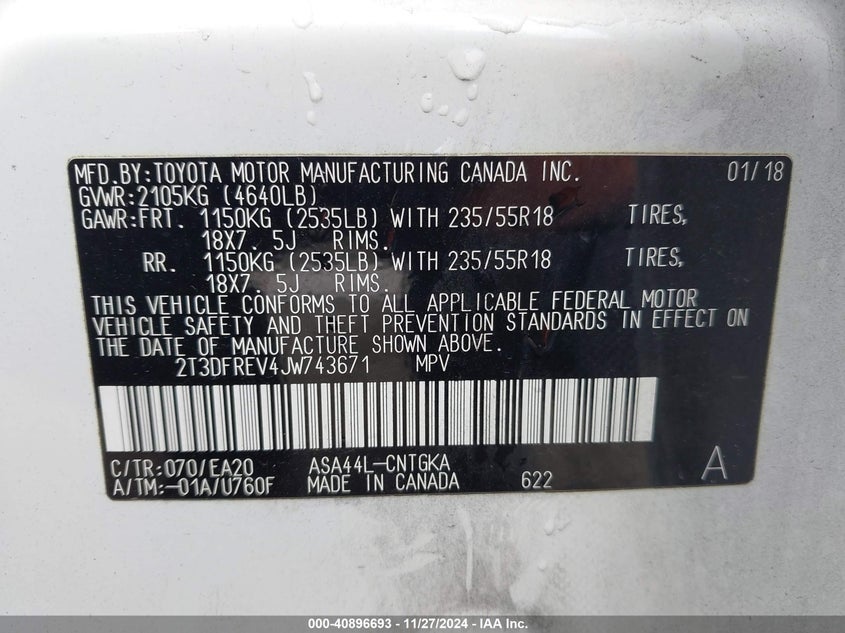 MFD.BY:TOYOTA MOTOR MANUFACTURING CANADA INC. 01/18
GVWR:2105KG (4640LB)
GAWR:FRT. 1150KG (2535LB) WITH 235/55R18 TIRES,
18X7. 5J RIMS.
RR. 1150KG (2535LB) WITH 235/55R18 TIRES,
18X7. 5J RIMS.
THIS VEHICLE CONFORMS TO ALL APPLICABLE FEDERAL MOTOR
VEHICLE SAFETY AND THEFT PREVENTION STANDARDS IN EFFECT ON
THE DATE OF MANUFACTURE SHOWN ABOVE.
2T3DFREV4JW743671 MPV
C/TR:070/EA20 ASA44L-CNTGKA A
A/TM:-01A/U760F MADE IN CANADA 622
000-40896693 - 11/27/2024 - IAA Inc.